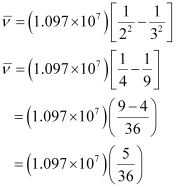 ν̅ = (1.097×10⁷) [1/2² − 1/3²]
ν̅ = (1.097×10⁷) [1/4 − 1/9]
= (1.097×10⁷) ((9−4)/36)
= (1.097×10⁷) (5/36)